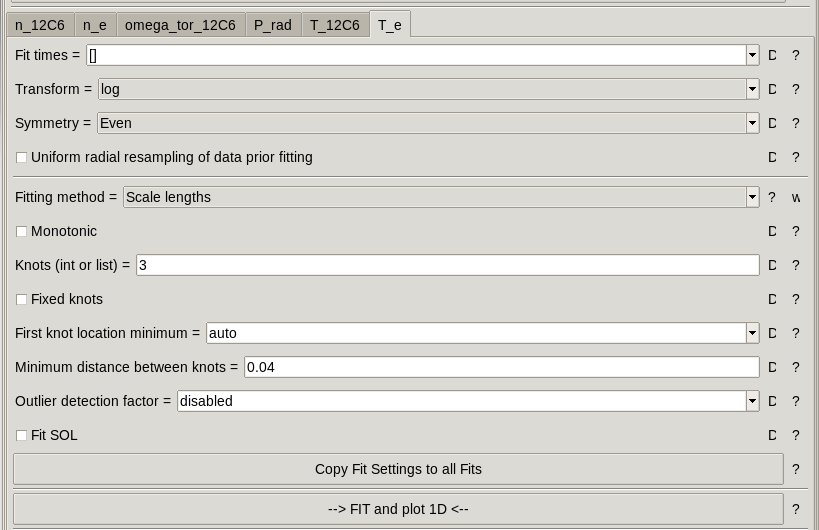 n_12C6 n_e omega_tor_12C6 P_rad T_12C6 T_e
Fit times = [] D ?
Transform = log D ?
Symmetry = Even D ?
Uniform radial resampling of data prior fitting D ?
Fitting method = Scale lengths ? w
Monotonic D ?
Knots (int or list) = 3 D ?
Fixed knots D ?
First knot location minimum = auto D ?
Minimum distance between knots = 0.04 D ?
Outlier detection factor = disabled D ?
Fit SOL D ?
Copy Fit Settings to all Fits ?
--> FIT and plot 1D <-- ?